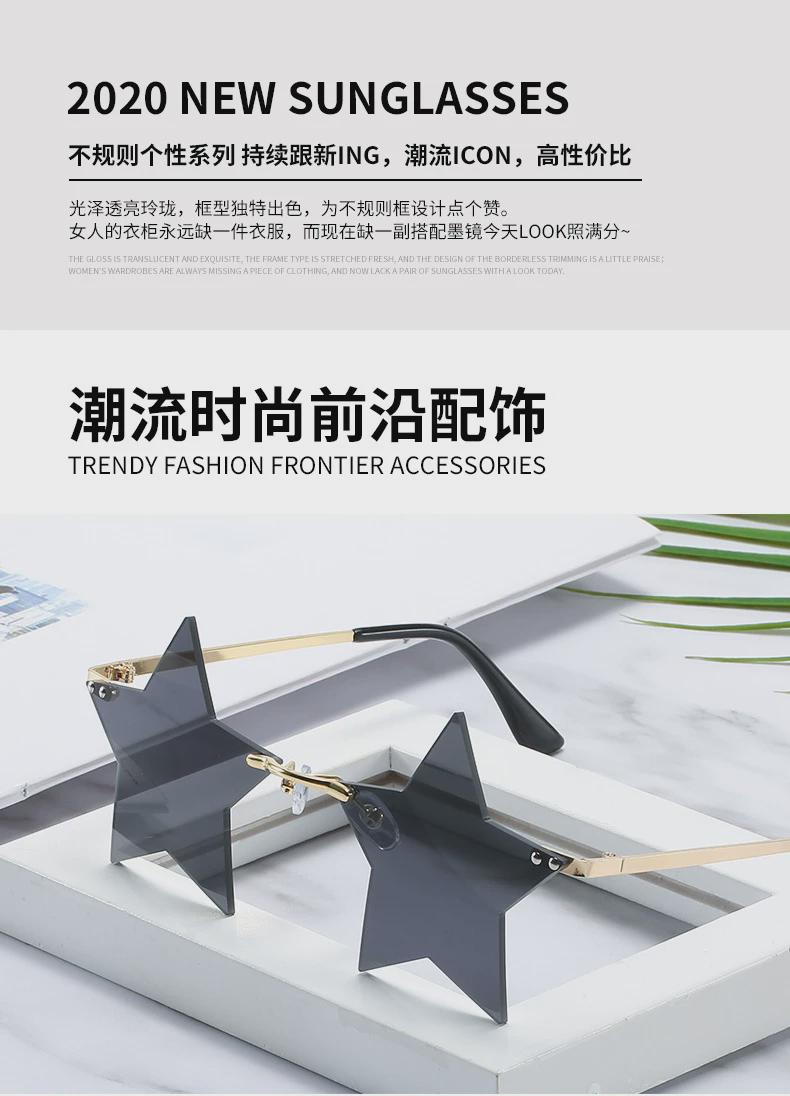 2020 NEW SUNGLASSES
不规则个性系列 持续跟新ING，潮流ICON，高性价比
光泽透亮玲珑，框型独特出色，为不规则框设计点个赞。
女人的衣柜永远缺一件衣服，而现在缺一副搭配墨镜今天LOOK照满分~
THE GLOSS IS TRANSLUCENT AND EXQUISITE, THE FRAME TYPE IS STRETCHED FRESH, AND THE DESIGN OF THE BORDERLESS TRIMMING IS A LITTLE PRAISE;
WOMEN'S WARDROBES ARE ALWAYS MISSING A PIECE OF CLOTHING, AND NOW LACK A PAIR OF SUNGLASSES WITH A LOOK TODAY.
潮流时尚前沿配饰
TRENDY FASHION FRONTIER ACCESSORIES